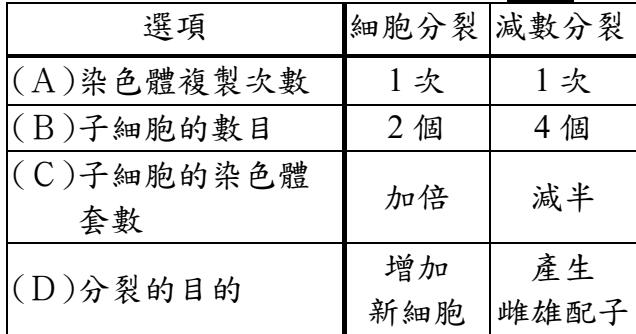 選項 細胞分裂 減數分裂
(A)染色體複製次數 1 次 1 次
(B)子細胞的數目 2 個 4 個
(C)子細胞的染色體
套數 加倍 減半
(D)分裂的目的 增加
新細胞 產生
雌雄配子